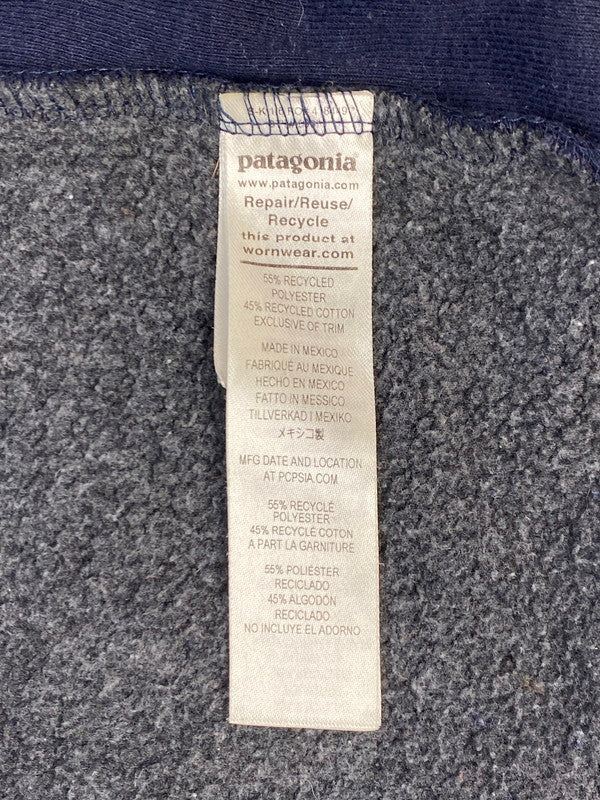 patagonia
www.patagonia.com
Repair/Reuse/
Recycle
this product at
wornwear.com
55% RECYCLED
POLYESTER
45% RECYCLED COTTON
EXCLUSIVE OF TRIM
MADE IN MEXICO
FABRIQUÉ AU MEXIQUE
HECHO EN MÉXICO
FATTO IN MESSICO
TILLVERKAD I MEXIKO
メキシコ製
MFG DATE AND LOCATION
AT PCPSIA.COM
55% RECYCLÉ
POLYESTER
45% RECYCLÉ COTON
A PART LA GARNITURE
55% POLIÉSTER
RECICLADO
45% ALGODÓN
RECICLADO
NO INCLUYE EL ADORNO